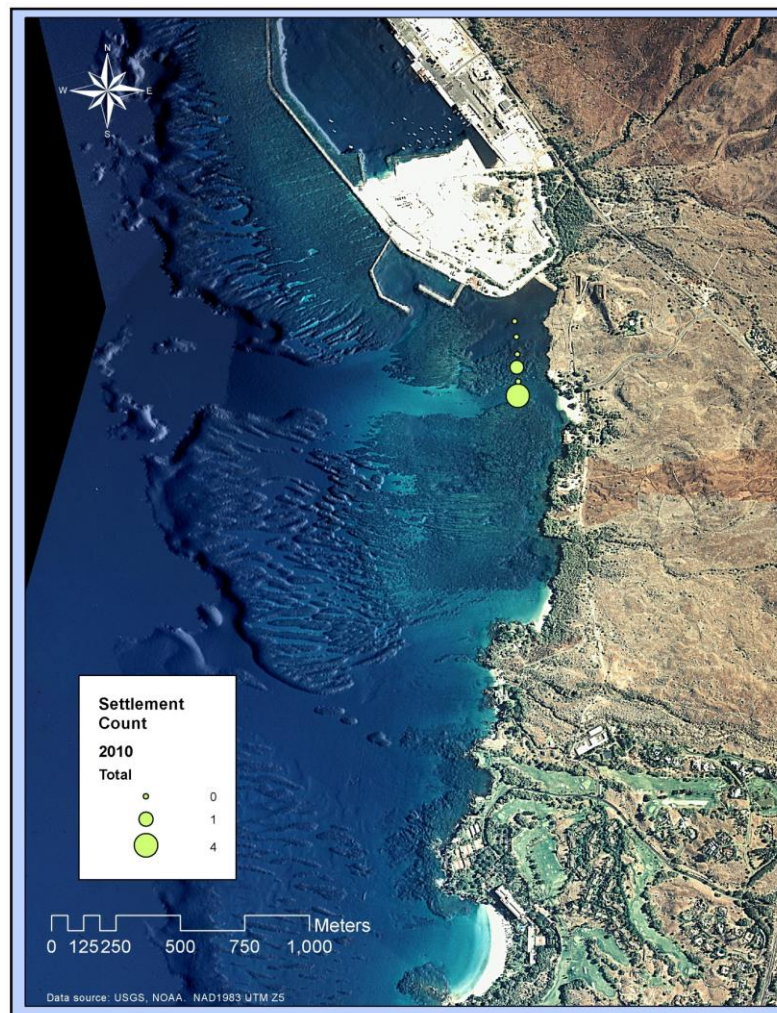 N
W E
S
Settlement
Count
2010
Total
0
1
4
Meters
0 125 250 500 750 1,000
Data source: USGS, NOAA. NAD1983 UTM Z5